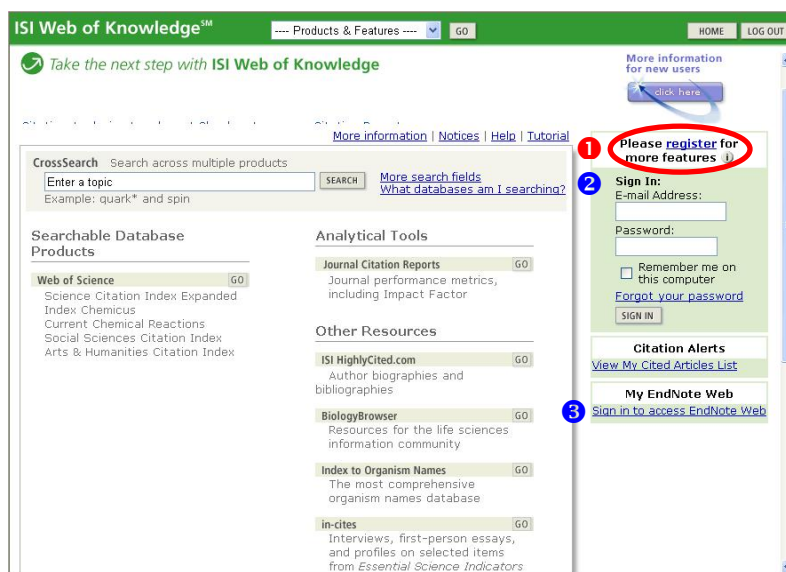 ISI Web of Knowledge℠
---- Products & Features ----
GO
HOME
LOG OUT
Take the next step with ISI Web of Knowledge
More information
for new users
click here
More information | Notices | Help | Tutorial
CrossSearch Search across multiple products
Enter a topic
SEARCH
More search fields
What databases am I searching?
Example: quark* and spin
Searchable Database
Products
Web of Science GO
Science Citation Index Expanded
Index Chemicus
Current Chemical Reactions
Social Sciences Citation Index
Arts & Humanities Citation Index
Analytical Tools
Journal Citation Reports GO
Journal performance metrics,
including Impact Factor
Other Resources
ISI HighlyCited.com GO
Author biographies and
bibliographies
BiologyBrowser GO
Resources for the life sciences
information community
Index to Organism Names GO
The most comprehensive
organism names database
in-cites GO
Interviews, first-person essays,
and profiles on selected items
from Essential Science Indicators
1
Please register for
more features i
2
Sign In:
E-mail Address:
Password:
Remember me on
this computer
Forgot your password
SIGN IN
Citation Alerts
View My Cited Articles List
My EndNote Web
3
Sign in to access EndNote Web